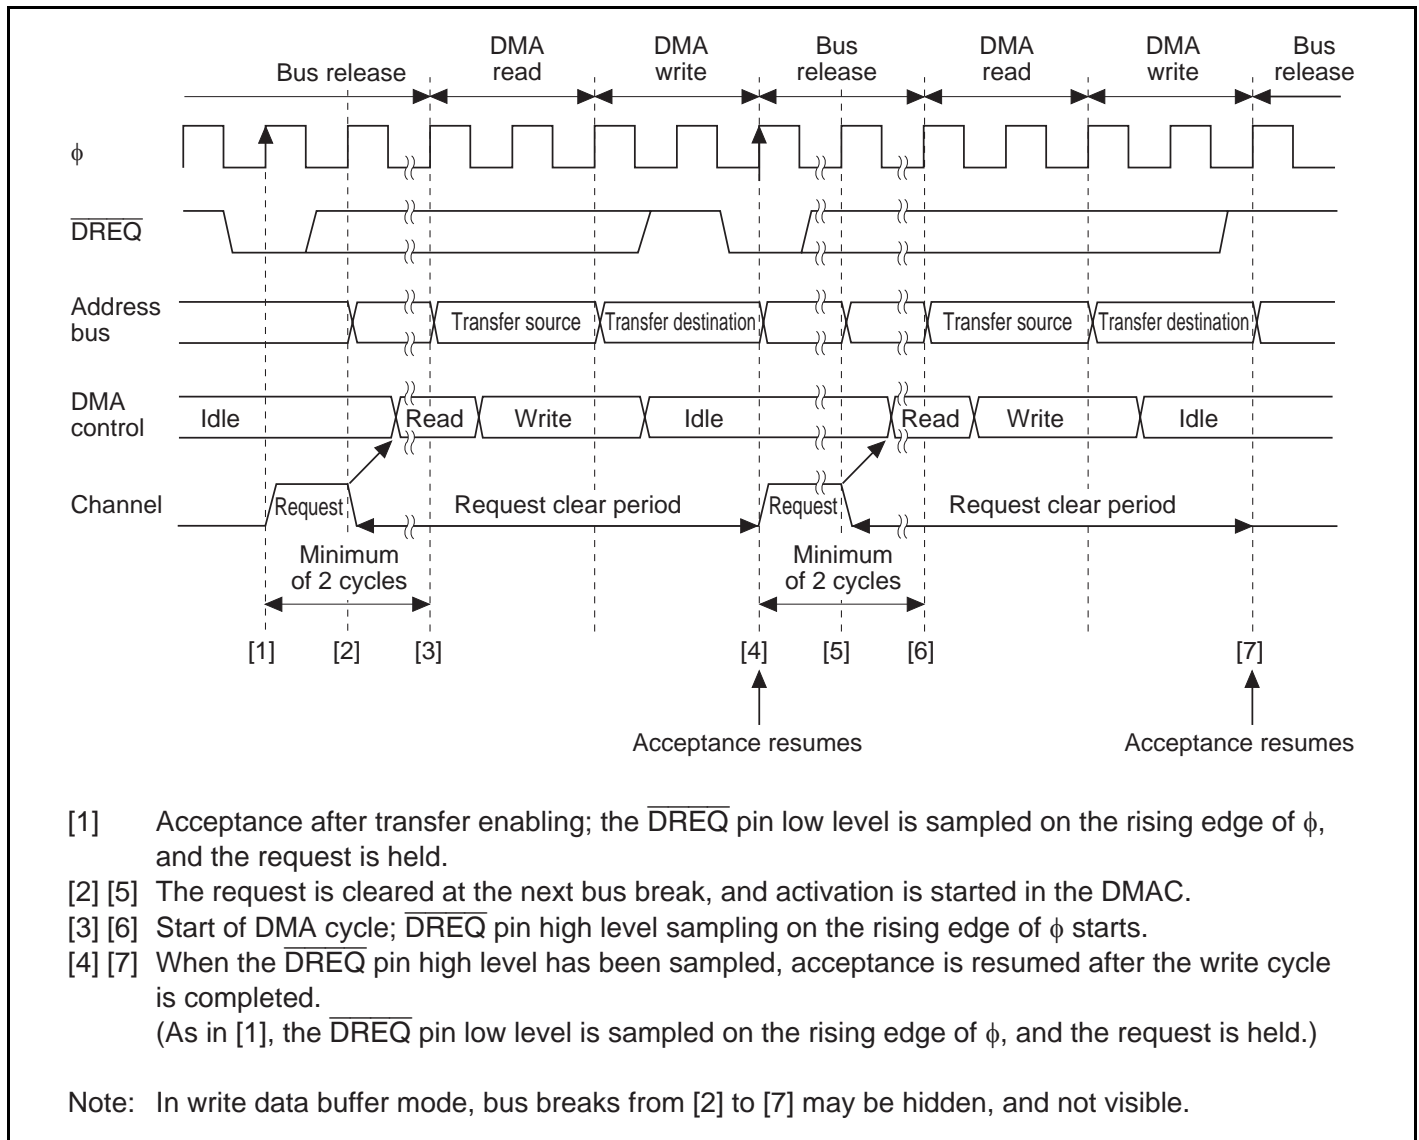 Bus release
DMA read
DMA write
Bus release
DMA read
DMA write
Bus release
ϕ
D̅R̅E̅Q̅
Address bus
Transfer source
Transfer destination
Transfer source
Transfer destination
DMA control
Idle
Read
Write
Idle
Read
Write
Idle
Channel
Request
Request clear period
Request
Request clear period
Minimum of 2 cycles
Minimum of 2 cycles
[1] [2] [3] [4] [5] [6] [7]
Acceptance resumes
Acceptance resumes
[1] Acceptance after transfer enabling; the D̅R̅E̅Q̅ pin low level is sampled on the rising edge of ϕ,
and the request is held.
[2] [5] The request is cleared at the next bus break, and activation is started in the DMAC.
[3] [6] Start of DMA cycle; D̅R̅E̅Q̅ pin high level sampling on the rising edge of ϕ starts.
[4] [7] When the D̅R̅E̅Q̅ pin high level has been sampled, acceptance is resumed after the write cycle
is completed.
(As in [1], the D̅R̅E̅Q̅ pin low level is sampled on the rising edge of ϕ, and the request is held.)
Note: In write data buffer mode, bus breaks from [2] to [7] may be hidden, and not visible.